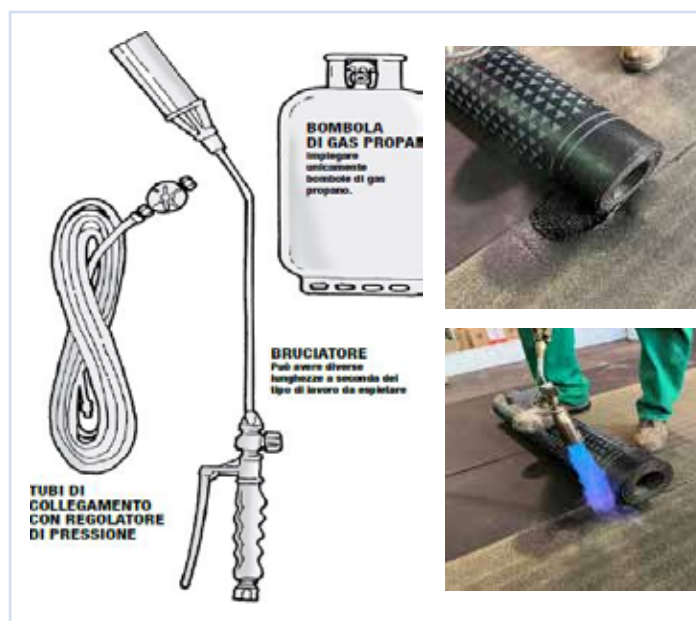 BOMBOLA
DI GAS PROPAN
Impiegare
unicamente
bombole di gas
propano.
BRUCIATORE
Può avere diverse
lunghezze a seconda del
tipo di lavoro da espletare
TUBI DI
COLLEGAMENTO
CON REGOLATORE
DI PRESSIONE